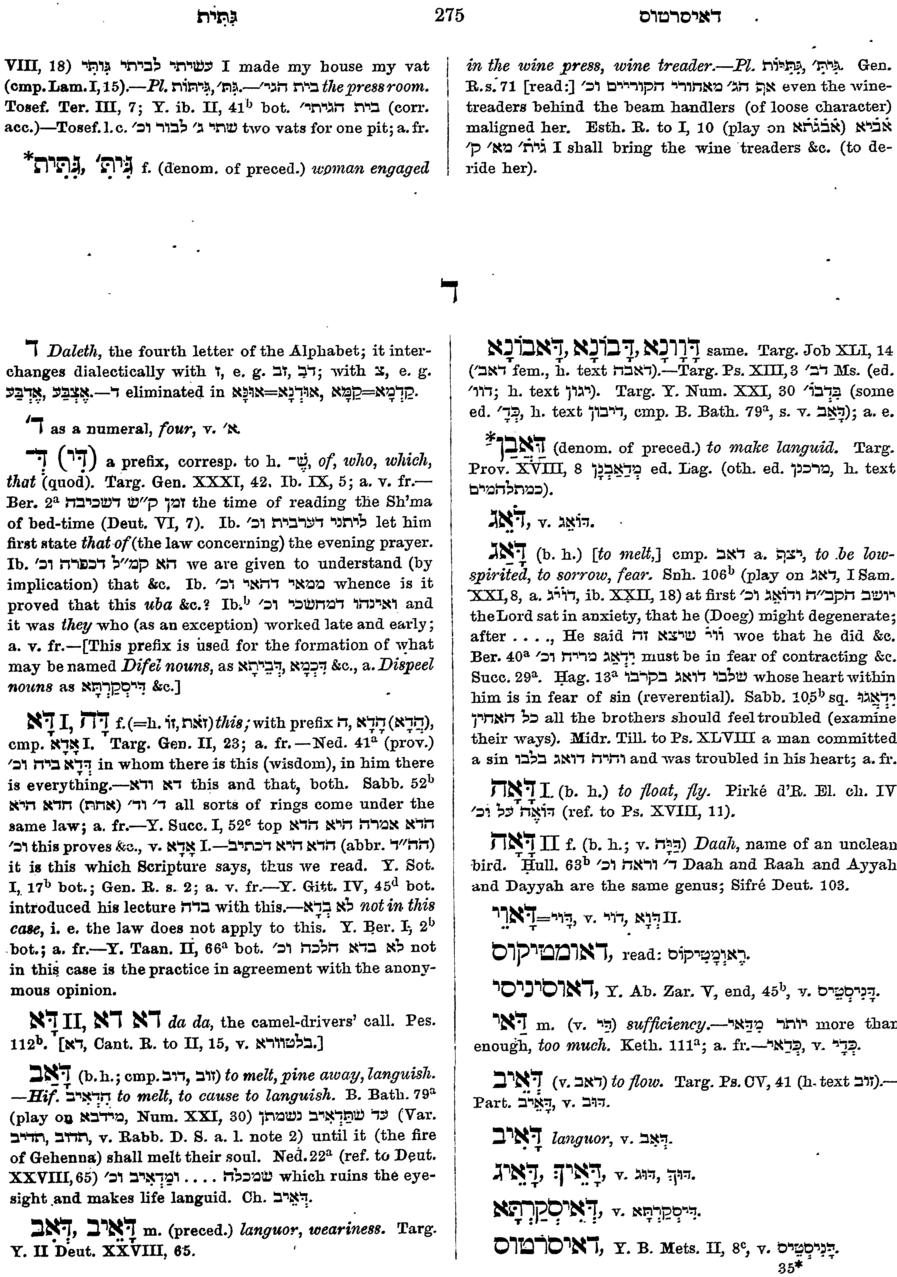 גִּתִּית
275
דאיסרטוס
VIII, 18) עשיתי לביתי גִּתִּי I made my house my vat
(cmp. Lam. I, 15).—Pl. גִּתּ׳, גִּיתּוֹת.—בית הגי׳ the press room.
Tosef. Ter. III, 7; Y. ib. II, 41ᵇ bot. בית הגיתי׳ (corr.
acc.)—Tosef. l. c. שתי ג׳ לבור וכ׳ two vats for one pit; a. fr.
גִּתִּית, גִּית׳* f. (denom. of preced.) woman engaged
in the wine press, wine treader.—Pl. גִּתִּיּוֹת, גִּית׳. Gen.
R. s. 71 [read:] אף הג׳ מאחורי הקוריים וכ׳ even the wine-
treaders behind the beam handlers (of loose character)
maligned her. Esth. R. to I, 10 (play on אבגתא) אביא
גית׳ מא׳ ק׳ I shall bring the wine treaders &c. (to de-
ride her).
ד
ד Daleth, the fourth letter of the Alphabet; it inter-
changes dialectically with ז, e. g. זב, דב; with צ, e. g.
אֶצְבַּע, אֶדְבַּע.—ד eliminated in קַדְמָא=קַמָּא, אוּדְנָא=אוּנָּא.
ד׳ as a numeral, four, v. א׳.
דְּ (דִּי) a prefix, corresp. to h. שֶׁ־, of, who, which,
that (quod). Targ. Gen. XXXI, 42. Ib. IX, 5; a. v. fr.—
Ber. 2ᵃ זמן ק״ש דשכיבה the time of reading the Sh'ma
of bed-time (Deut. VI, 7). Ib. ליתני דערבית וכ׳ let him
first state that of (the law concerning) the evening prayer.
Ib. הא קמ״ל דכפרה וכ׳ we are given to understand (by
implication) that &c. Ib. ממאי דהאי וכ׳ whence is it
proved that this uba &c.? Ib.ᵇ ואינהו דמחשכי וכ׳ and
it was they who (as an exception) worked late and early;
a. v. fr.—[This prefix is used for the formation of what
may be named Difel nouns, as דִּבְכְמָא, דְּבֵיתָא &c., a. Dispeel
nouns as דִּיסְקַרְתָּא &c.]
דָּא I, דָּה f. (=h. זוֹ, זאת) this; with prefix ה, הָדָא (הָדָא),
cmp. אֲדָא I. Targ. Gen. II, 23; a. fr.—Ned. 41ᵃ (prov.)
דְּדָא ביה וכ׳ in whom there is this (wisdom), in him there
is everything.—דא ודא this and that, both. Sabb. 52ᵇ
ד׳ וד׳ (אחת) חדא היא all sorts of rings come under the
same law; a. fr.—Y. Succ. I, 52ᶜ top הדא אמרה היא הדא
וכ׳ this proves &c., v. אֲדָא I.—הדא היא דכתיב (abbr. הה״ד)
it is this which Scripture says, thus we read. Y. Sot.
I, 17ᵇ bot.; Gen. R. s. 2; a. v. fr.—Y. Gitt. IV, 45ᵈ bot.
introduced his lecture בדה with this.—לא בְּדָא not in this
case, i. e. the law does not apply to this. Y. Ber. I, 2ᵇ
bot.; a. fr.—Y. Taan. II, 66ᵃ bot. לא בדא הלכה וכ׳ not
in this case is the practice in agreement with the anony-
mous opinion.
דָּא II, דא דא da da, the camel-drivers' call. Pes.
112ᵇ. [דא, Cant. R. to II, 15, v. בלטוורא.]
דָּאַב (b. h.; cmp. דוב, זוב) to melt, pine away, languish.
—Hif. הִדְאִיב to melt, to cause to languish. B. Bath. 79ᵃ
(play on מידבא, Num. XXI, 30) עד שתדאיב נשמתן (Var.
תדוב, תדיב, v. Rabb. D. S. a. l. note 2) until it (the fire
of Gehenna) shall melt their soul. Ned. 22ᵃ (ref. to Deut.
XXVIII, 65) שמכלה .... ומדאיב וכ׳ which ruins the eye-
sight and makes life languid. Ch. דְּאֵיב.
דְּאֵיב, דְּאַב m. (preced.) languor, weariness. Targ.
Y. II Deut. XXVIII, 65.
דָּאבוֹנָא, דְּבוֹנָא, דְּווֹנָא same. Targ. Job XLI, 14
(דאב׳ fem., h. text דאבה).—Targ. Ps. XIII, 3 דב׳ Ms. (ed.
דוו׳; h. text יגון). Targ. Y. Num. XXI, 30 בְּדְבוֹ׳ (some
ed. כְּד׳, h. text דיבון, cmp. B. Bath. 79ᵃ, s. v. דָּאַב); a. e.
דַּאֲבֵן* (denom. of preced.) to make languid. Targ.
Prov. XVIII, 8 מְדַאֲבְנָן ed. Lag. (oth. ed. מרכנן, h. text
כמתלהמים).
דֹּאֵג, v. דּוֹאֵג.
דָּאַג (b. h.) [to melt,] cmp. דאב a. יצף, to be low-
spirited, to sorrow, fear. Snh. 106ᵇ (play on דאג, I Sam.
XXI, 8, a. דּוֹיֵג, ib. XXII, 18) at first יושב הקב״ה ודואג וכ׳
the Lord sat in anxiety, that he (Doeg) might degenerate;
after . . . ., He said ווי שיצא זה woe that he did &c.
Ber. 40ᵃ יִדְאַג מריח וכ׳ must be in fear of contracting &c.
Succ. 29ᵃ. Hag. 13ᵃ שלבו דואג בקרבו whose heart within
him is in fear of sin (reverential). Sabb. 105ᵇ sq. יִדְאֲגוּ
כל האחין all the brothers should feel troubled (examine
their ways). Midr. Till. to Ps. XLVIII a man committed
a sin והיה דואג בלבו and was troubled in his heart; a. fr.
דָּאָה I (b. h.) to float, fly. Pirké d'R. El. ch. IV
דּוֹאֶה על וכ׳ (ref. to Ps. XVIII, 11).
דָּאָה II f. (b. h.; v. דַּיָּה) Daah, name of an unclean
bird. Hull. 63ᵇ ד׳ וראה וכ׳ Daah and Raah and Ayyah
and Dayyah are the same genus; Sifré Deut. 103.
דָּאוֵי=דָּוֵי, v. דְּוָא, דוי II.
דאומטיקוס, read: רֶאוּמָטִיקוֹס.
דאוסיניסי, Y. Ab. Zar. V, end, 45ᵇ, v. דְּנִיסְטֵיס.
דְּאִי m. (v. דֵּי) sufficiency.—יותר מִדְּאַי more than
enough, too much. Keth. 111ᵃ; a. fr.—כְּדָאי, v. כְּדַי.
דְּאֵיב (v. דאב) to flow. Targ. Ps. CV, 41 (h. text זוב).—
Part. דָּאֵיב, v. דוב.
דָּאִיב languor, v. דְּאַב.
דָּאֵיג, דָּאֵיךְ, v. דּוּג, דּוּךְ.
דְּאִיסְקַרְתָּא, v. דִּיסְקַרְתָּא.
דאיסרטוס, Y. B. Mets. II, 8ᶜ, v. דְּנִיסְטֵיס.
35*